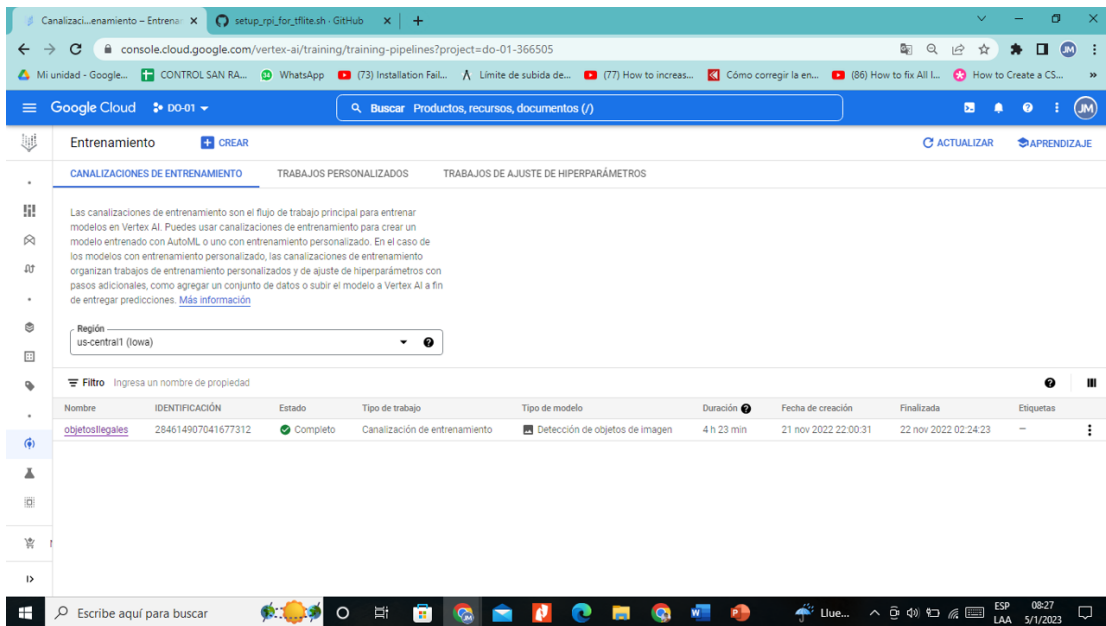 Canalizaci...enamiento – Entrena
setup_rpi_for_tflite.sh · GitHub
console.cloud.google.com/vertex-ai/training/training-pipelines?project=do-01-366505
JM
Mi unidad - Google...
CONTROL SAN RA...
WhatsApp
(73) Installation Fail...
Límite de subida de...
(77) How to increas...
Cómo corregir la en...
(86) How to fix All I...
How to Create a CS...
»
Google Cloud
DO-01
Buscar Productos, recursos, documentos (/)
JM
Entrenamiento
CREAR
ACTUALIZAR
APRENDIZAJE
CANALIZACIONES DE ENTRENAMIENTO
TRABAJOS PERSONALIZADOS
TRABAJOS DE AJUSTE DE HIPERPARÁMETROS
Las canalizaciones de entrenamiento son el flujo de trabajo principal para entrenar
modelos en Vertex AI. Puedes usar canalizaciones de entrenamiento para crear un
modelo entrenado con AutoML o uno con entrenamiento personalizado. En el caso de
los modelos con entrenamiento personalizado, las canalizaciones de entrenamiento
organizan trabajos de entrenamiento personalizados y de ajuste de hiperparámetros con
pasos adicionales, como agregar un conjunto de datos o subir el modelo a Vertex AI a fin
de entregar predicciones. Más información
Región
us-central1 (Iowa)
Filtro Ingresa un nombre de propiedad
Nombre IDENTIFICACIÓN Estado Tipo de trabajo Tipo de modelo Duración Fecha de creación Finalizada Etiquetas
objetosIlegales 284614907041677312 Completo Canalización de entrenamiento Detección de objetos de imagen 4 h 23 min 21 nov 2022 22:00:31 22 nov 2022 02:24:23 —
Escribe aquí para buscar
Llue...
ESP
LAA
08:27
5/1/2023